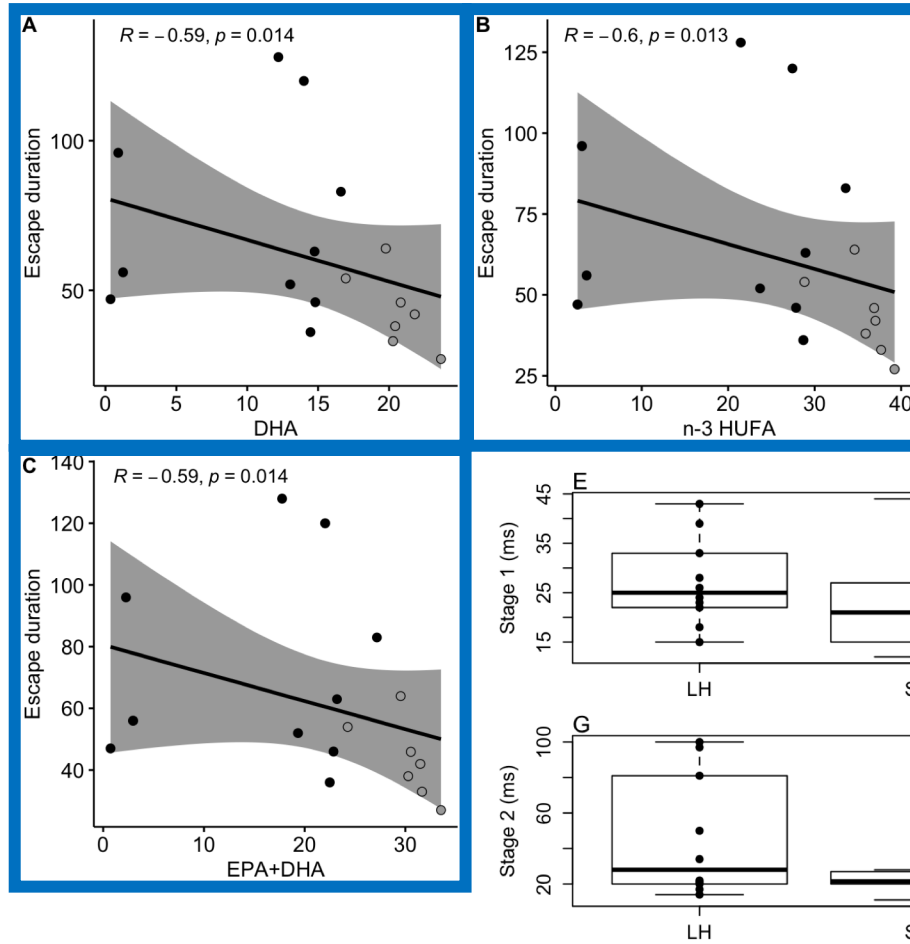 A
R = −0.59, p = 0.014
Escape duration
100
50
0
5
10
15
20
DHA
B
R = −0.6, p = 0.013
Escape duration
125
100
75
50
25
0
10
20
30
40
n-3 HUFA
C
R = −0.59, p = 0.014
Escape duration
140
120
100
80
60
40
0
10
20
30
EPA+DHA
E
Stage 1 (ms)
45
35
25
15
LH
S
G
Stage 2 (ms)
100
60
20
LH
S